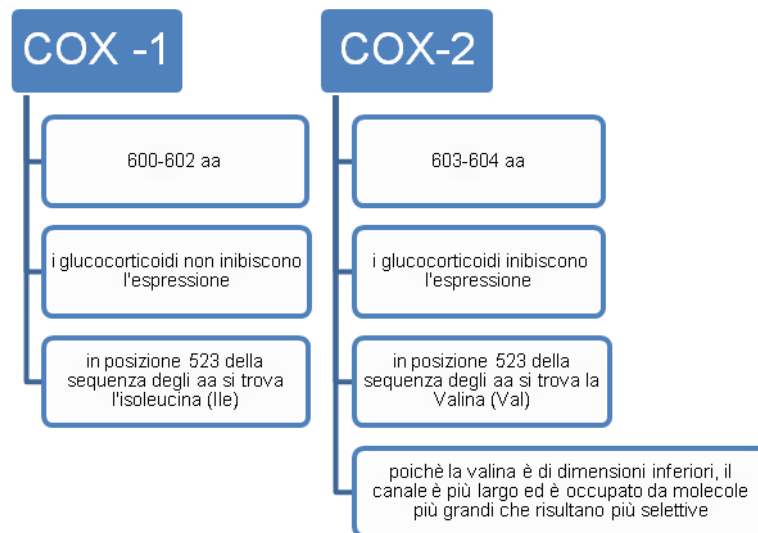 COX -1
600-602 aa
i glucocorticoidi non inibiscono
l'espressione
in posizione 523 della
sequenza degli aa si trova
l'isoleucina (Ile)
COX-2
603-604 aa
i glucocorticoidi inibiscono
l'espressione
in posizione 523 della
sequenza degli aa si trova la
Valina (Val)
poichè la valina è di dimensioni inferiori, il
canale è più largo ed è occupato da molecole
più grandi che risultano più selettive